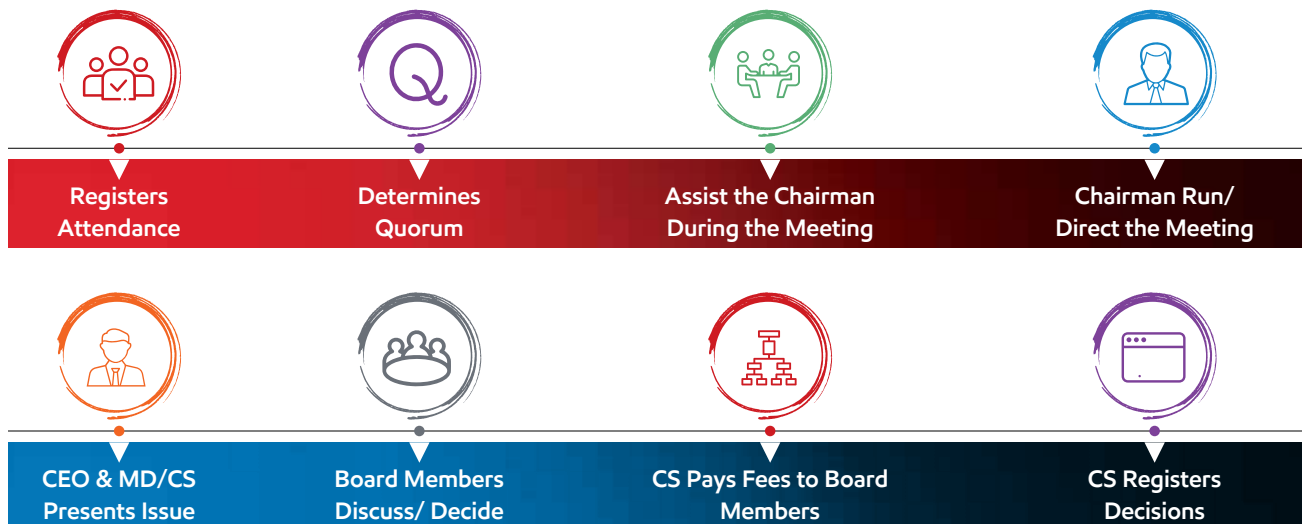 Q
Registers
Attendance
Determines
Quorum
Assist the Chairman
During the Meeting
Chairman Run/
Direct the Meeting
CEO & MD/CS
Presents Issue
Board Members
Discuss/ Decide
CS Pays Fees to Board
Members
CS Registers
Decisions